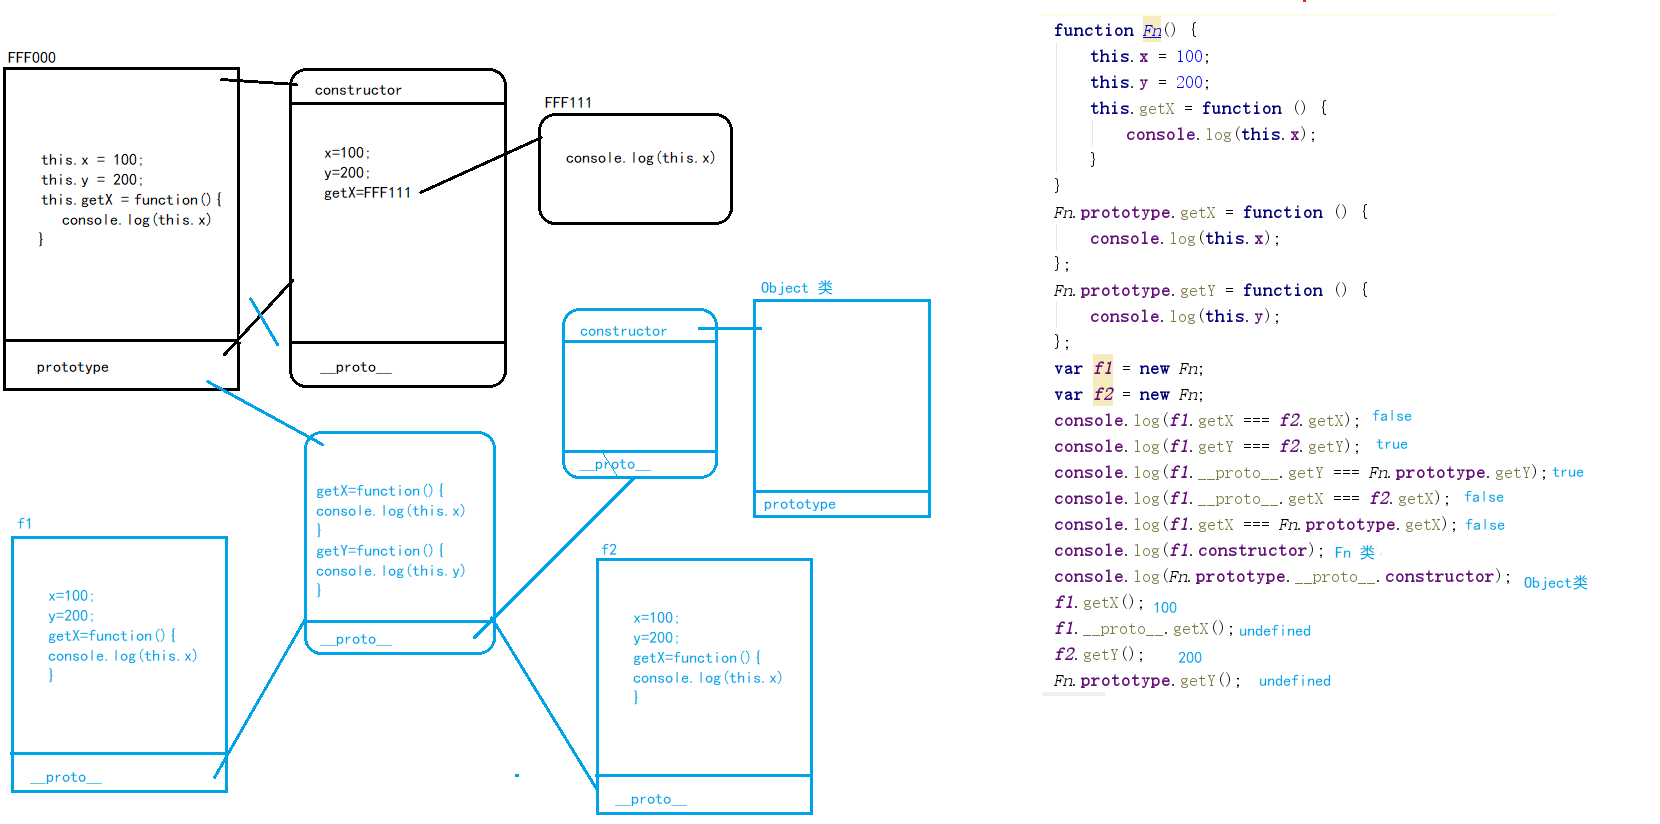 FFF000
this.x = 100;
this.y = 200;
this.getX = function(){
console.log(this.x)
}
prototype
constructor
x=100;
y=200;
getX=FFF111
__proto__
FFF111
console.log(this.x)
Object 类
prototype
constructor
__proto__
getX=function(){
console.log(this.x)
}
getY=function(){
console.log(this.y)
}
__proto__
f1
x=100;
y=200;
getX=function(){
console.log(this.x)
}
__proto__
f2
x=100;
y=200;
getX=function(){
console.log(this.x)
}
__proto__
function Fn() {
this.x = 100;
this.y = 200;
this.getX = function () {
console.log(this.x);
}
}
Fn.prototype.getX = function () {
console.log(this.x);
};
Fn.prototype.getY = function () {
console.log(this.y);
};
var f1 = new Fn;
var f2 = new Fn;
console.log(f1.getX === f2.getX); false
console.log(f1.getY === f2.getY); true
console.log(f1.__proto__.getY === Fn.prototype.getY); true
console.log(f1.__proto__.getX === f2.getX); false
console.log(f1.getX === Fn.prototype.getX); false
console.log(f1.constructor); Fn 类
console.log(Fn.prototype.__proto__.constructor); Object类
f1.getX(); 100
f1.__proto__.getX(); undefined
f2.getY(); 200
Fn.prototype.getY(); undefined